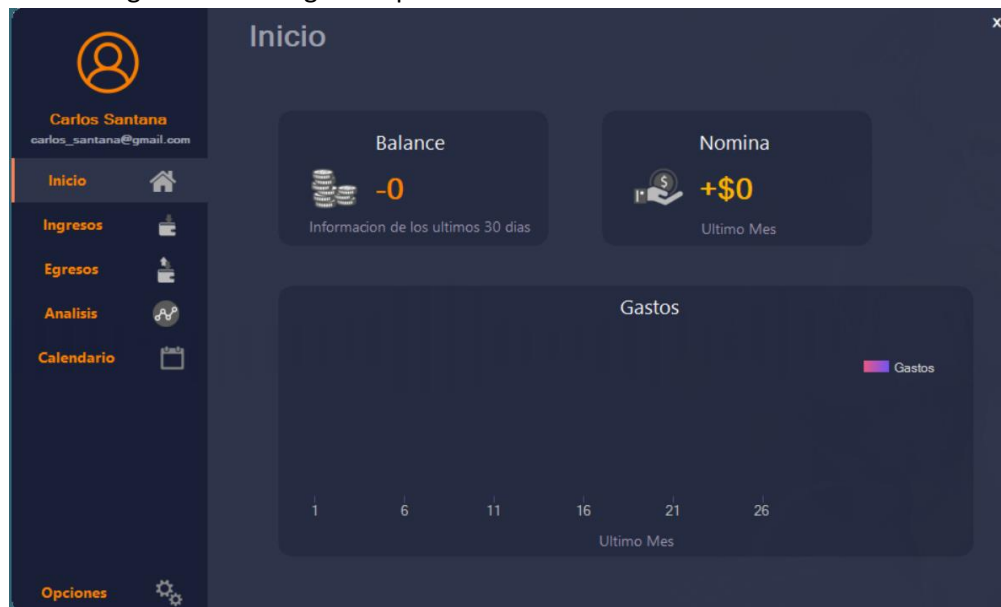 Inicio
x
Carlos Santana
carlos_santana@gmail.com
Inicio
Ingresos
Egresos
Analisis
Calendario
Opciones
Balance
-0
Informacion de los ultimos 30 dias
Nomina
+$0
Ultimo Mes
Gastos
Gastos
1 6 11 16 21 26
Ultimo Mes